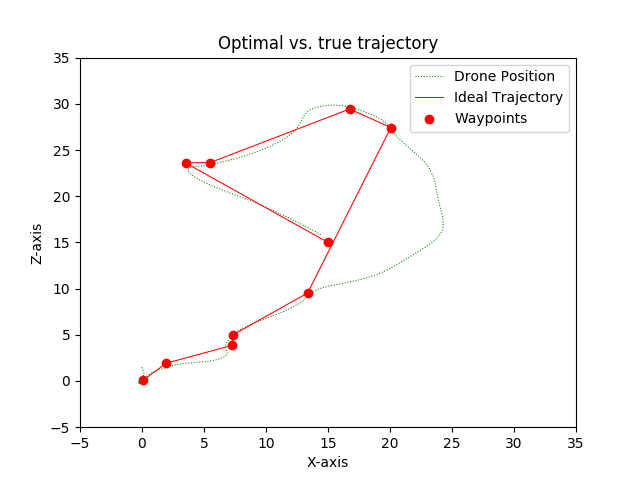 Optimal vs. true trajectory
Drone Position
Ideal Trajectory
Waypoints
35
30
25
20
15
10
5
0
−5
Z-axis
−5 0 5 10 15 20 25 30 35
X-axis